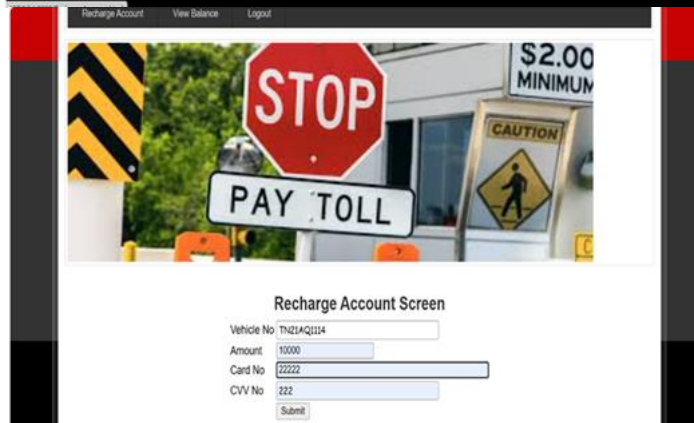 Recharge Account View Balance Logout
$2.00
MINIMUM
STOP
CAUTION
PAY TOLL
Recharge Account Screen
Vehicle No TN21AQ1114
Amount 10000
Card No 22222
CVV No 222
Submit